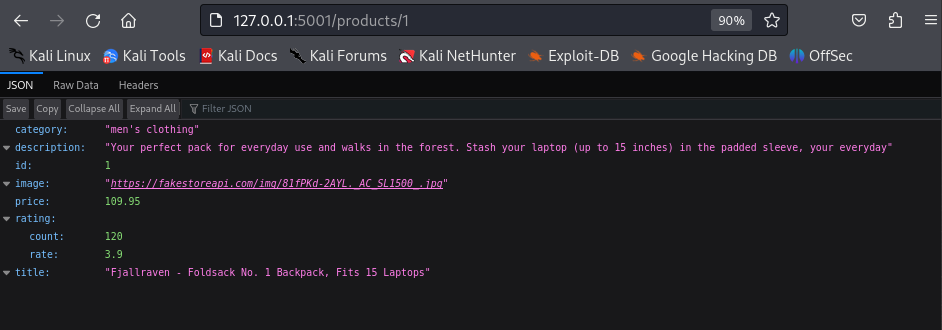 127.0.0.1:5001/products/1 90%
Kali Linux Kali Tools Kali Docs Kali Forums Kali NetHunter Exploit-DB Google Hacking DB OffSec
JSON Raw Data Headers
Save Copy Collapse All Expand All Filter JSON
category: "men's clothing"
description: "Your perfect pack for everyday use and walks in the forest. Stash your laptop (up to 15 inches) in the padded sleeve, your everyday"
id: 1
image: "https://fakestoreapi.com/img/81fPKd-2AYL._AC_SL1500_.jpg"
price: 109.95
rating:
count: 120
rate: 3.9
title: "Fjallraven - Foldsack No. 1 Backpack, Fits 15 Laptops"